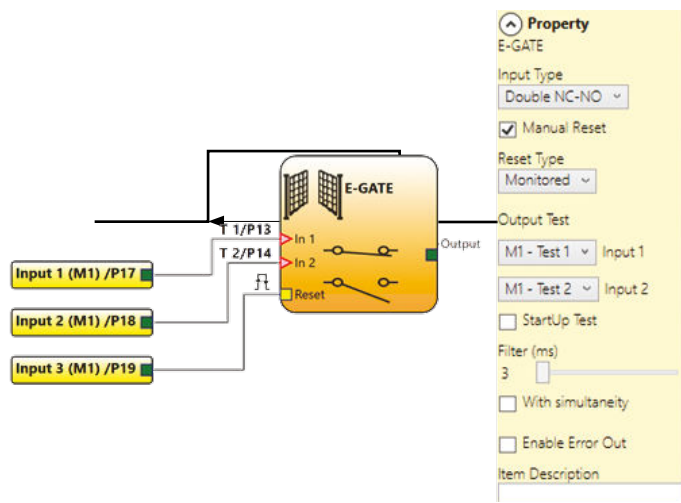 Property
E-GATE
Input Type
Double NC-NO
Manual Reset
Reset Type
Monitored
Output Test
M1 - Test 1 Input 1
M1 - Test 2 Input 2
StartUp Test
Filter (ms)
3
With simultaneity
Enable Error Out
Item Description
E-GATE
T 1/P13
In 1
T 2/P14
In 2
Reset
Output
Input 1 (M1) /P17
Input 2 (M1) /P18
Input 3 (M1) /P19